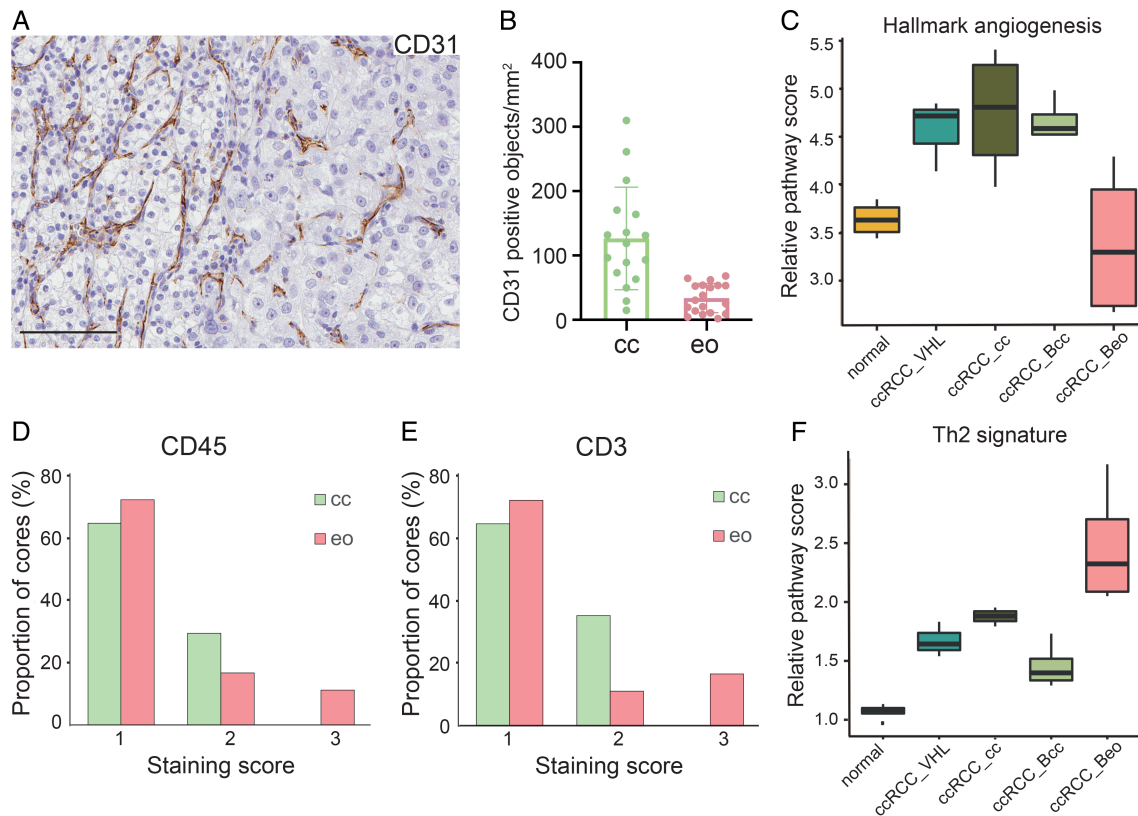 A
CD31
B
CD31 positive objects/mm²
400
300
200
100
0
cc
eo
C
Hallmark angiogenesis
Relative pathway score
5.5
5.0
4.5
4.0
3.5
3.0
normal
ccRCC_VHL
ccRCC_cc
ccRCC_Bcc
ccRCC_Beo
D
CD45
Proportion of cores (%)
80
60
40
20
0
cc
eo
1
2
3
Staining score
E
CD3
Proportion of cores (%)
80
60
40
20
0
cc
eo
1
2
3
Staining score
F
Th2 signature
Relative pathway score
3.0
2.5
2.0
1.5
1.0
normal
ccRCC_VHL
ccRCC_cc
ccRCC_Bcc
ccRCC_Beo